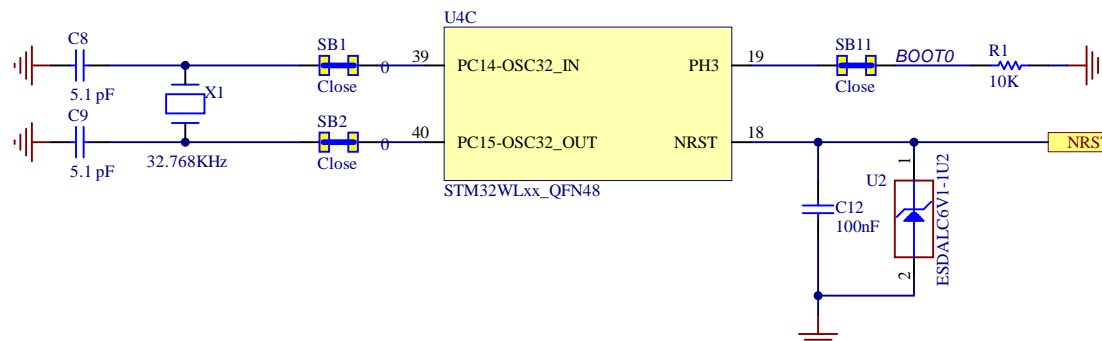 U4C
C8
SB1
0
39
PC14-OSC32_IN
PH3
19
SB11
BOOT0
R1
5.1 pF
Close
Close
10K
X1
C9
SB2
0
40
PC15-OSC32_OUT
NRST
18
NRST
5.1 pF
32.768KHz
Close
STM32WLxx_QFN48
1
U2
C12
100nF
2
ESDALC6V1-1U2